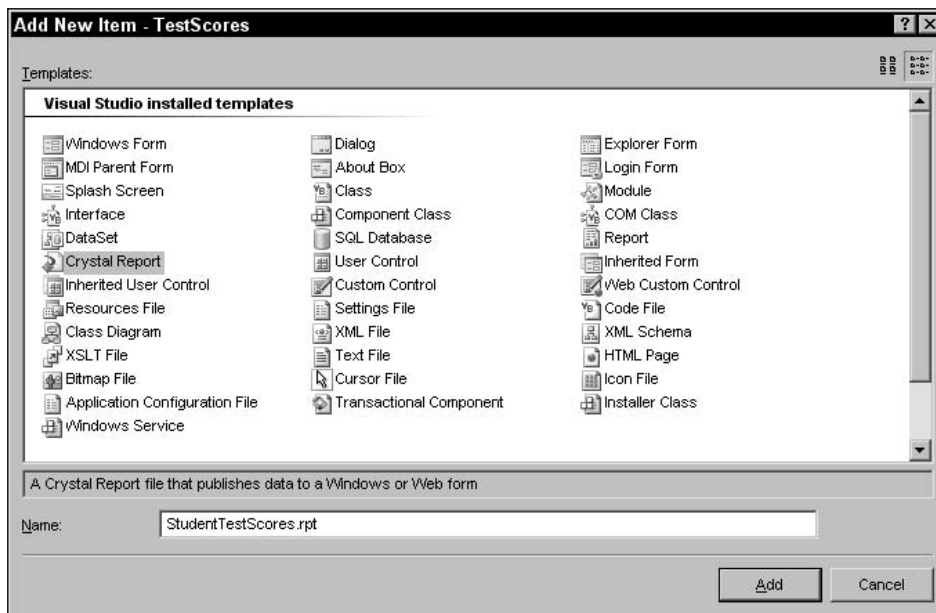 Add New Item - TestScores
Templates:
Visual Studio installed templates
Windows Form Dialog Explorer Form
MDI Parent Form About Box Login Form
Splash Screen Class Module
Interface Component Class COM Class
DataSet SQL Database Report
Crystal Report User Control Inherited Form
Inherited User Control Custom Control Web Custom Control
Resources File Settings File Code File
Class Diagram XML File XML Schema
XSLT File Text File HTML Page
Bitmap File Cursor File Icon File
Application Configuration File Transactional Component Installer Class
Windows Service
A Crystal Report file that publishes data to a Windows or Web form
Name: StudentTestScores.rpt
Add Cancel